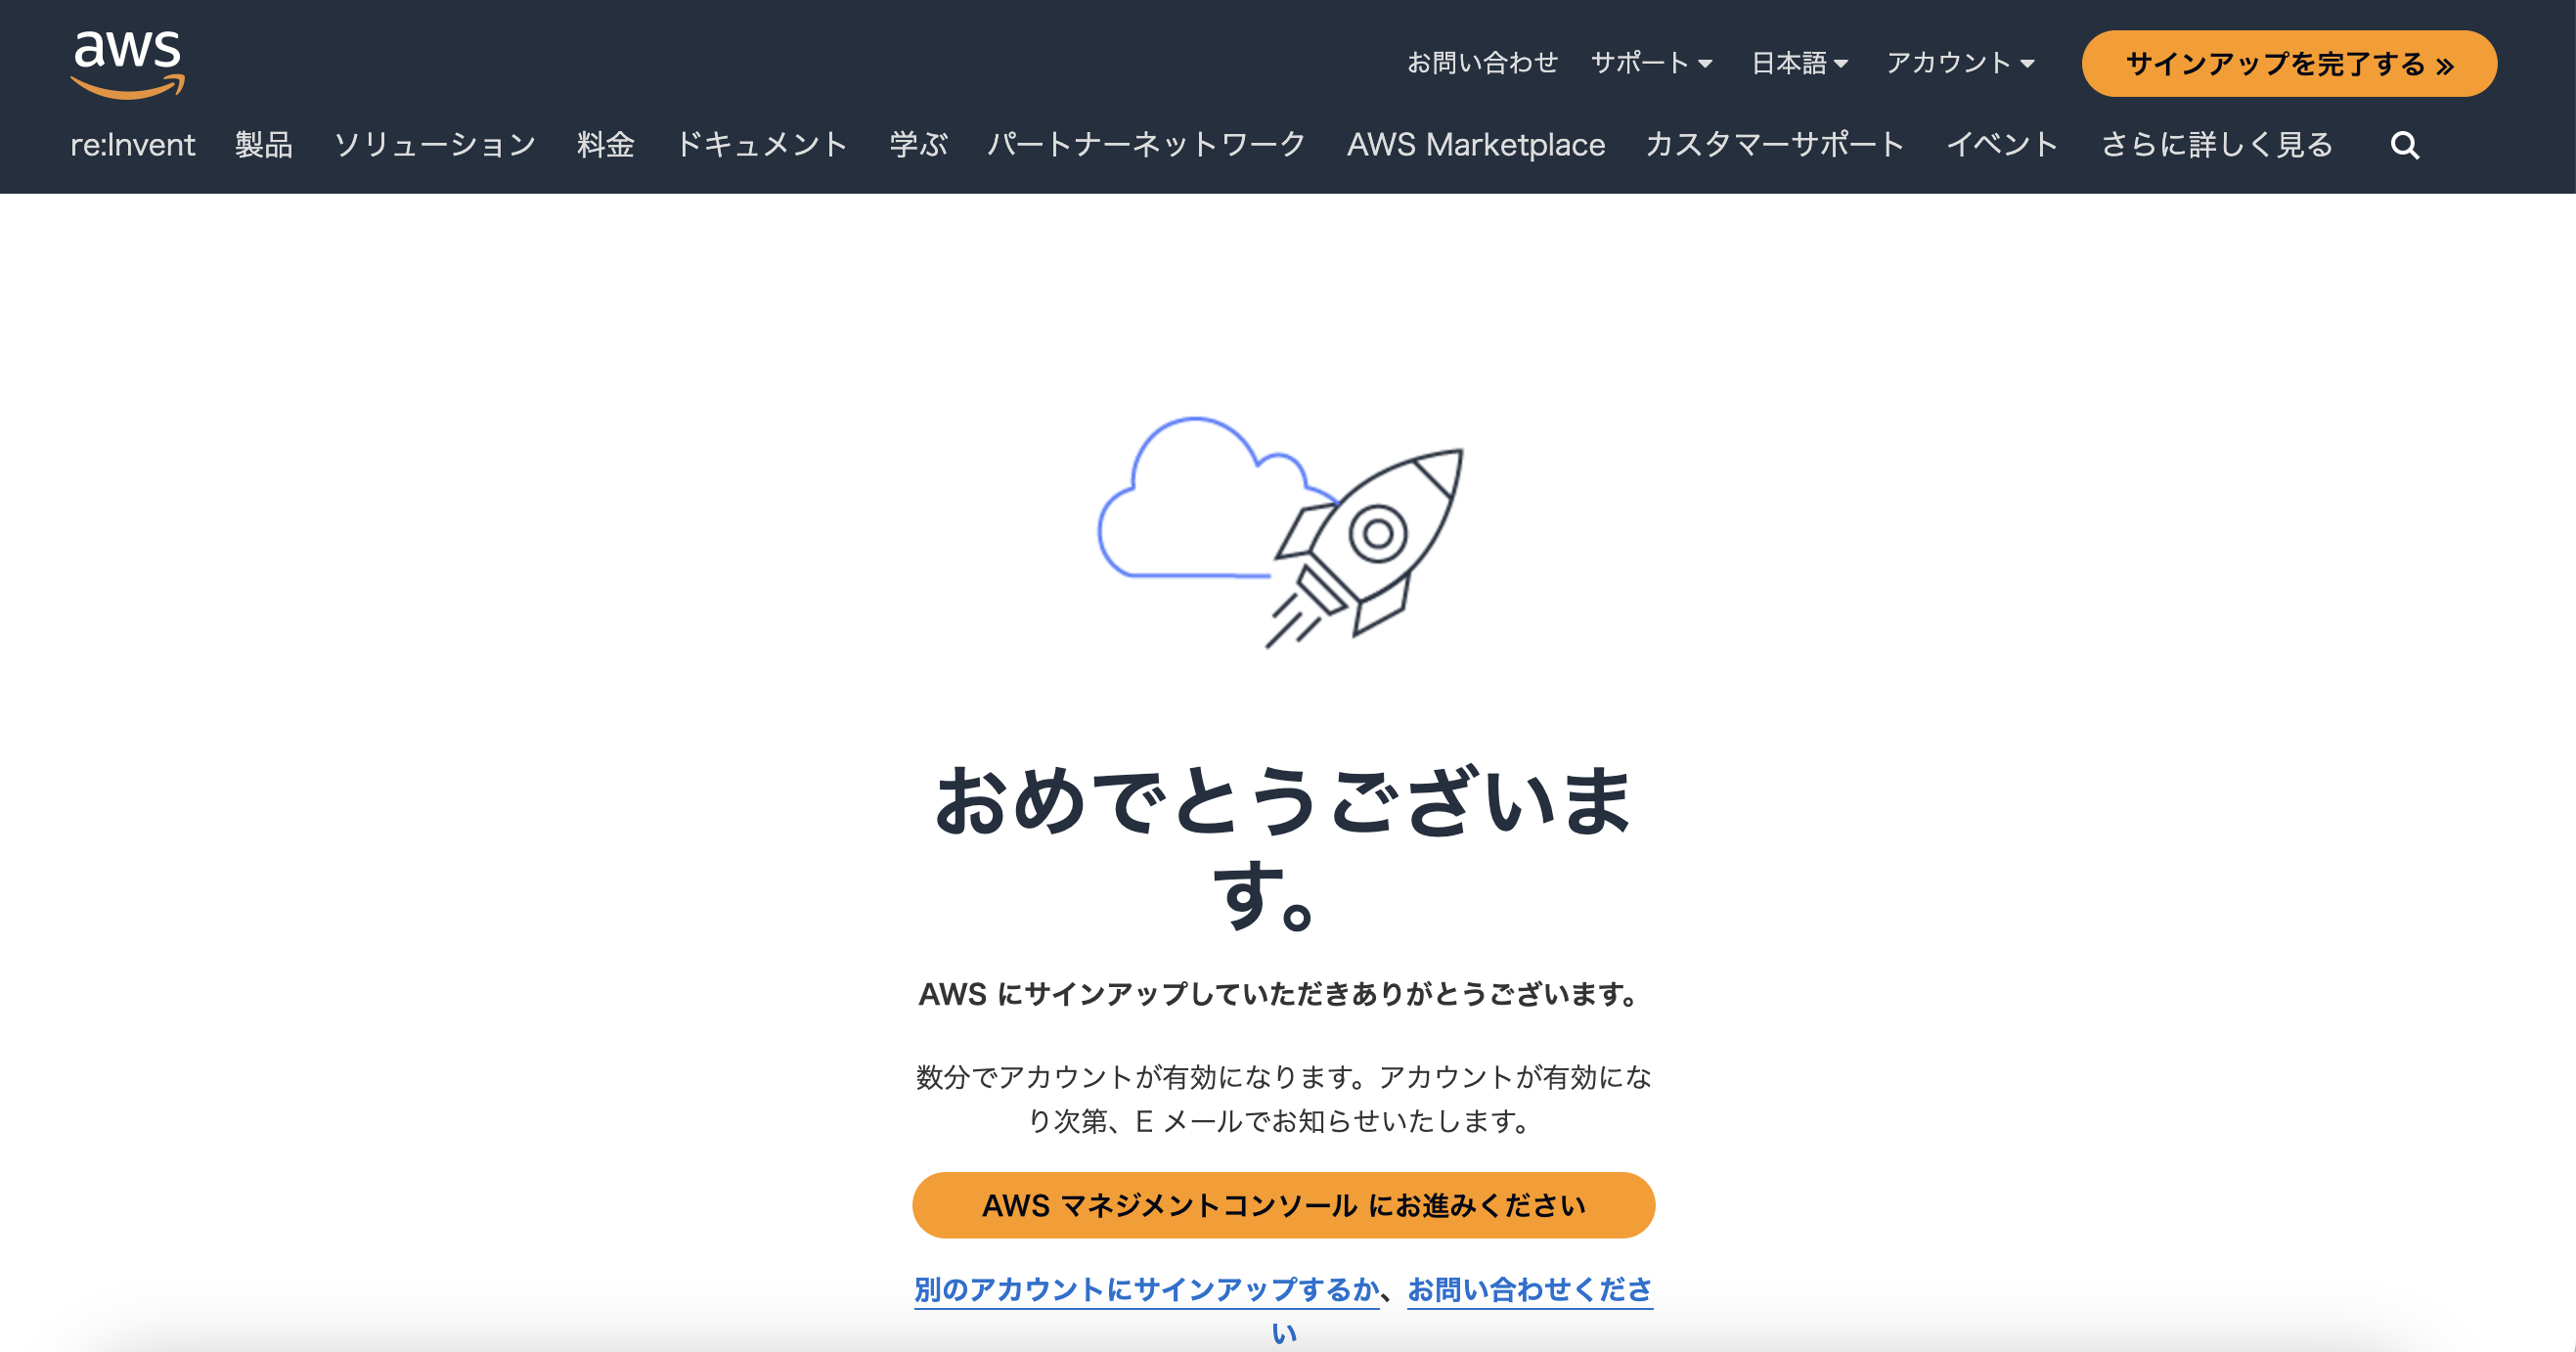 aws
お問い合わせ サポート 日本語 アカウント サインアップを完了する »
re:Invent 製品 ソリューション 料金 ドキュメント 学ぶ パートナーネットワーク AWS Marketplace カスタマーサポート イベント さらに詳しく見る
おめでとうございま
す。
AWS にサインアップしていただきありがとうございます。
数分でアカウントが有効になります。アカウントが有効にな
り次第、E メールでお知らせいたします。
AWS マネジメントコンソール にお進みください
別のアカウントにサインアップするか、お問い合わせくださ
い